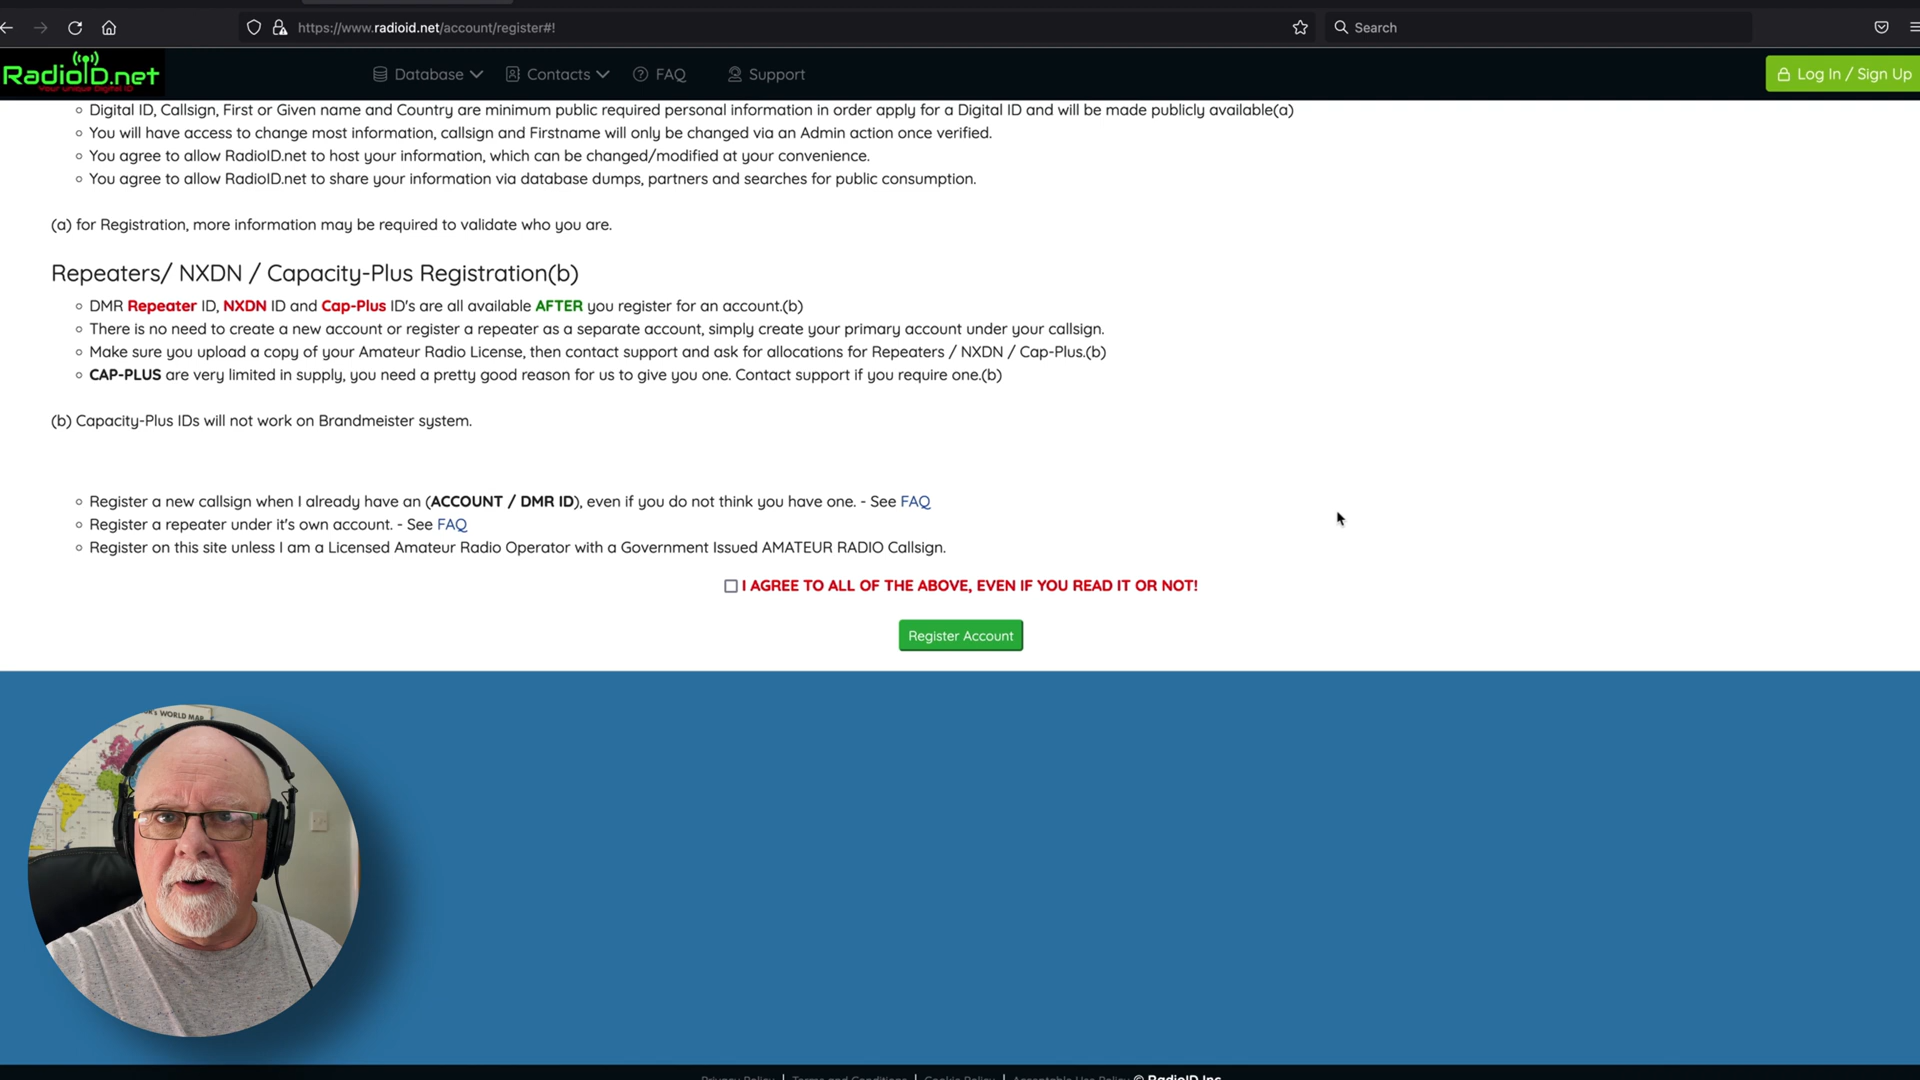 https://www.radioid.net/account/register#!
Search
RadioID.net
Your Unique Digital ID
Database
Contacts
FAQ
Support
Log In / Sign Up
Digital ID, Callsign, First or Given name and Country are minimum public required personal information in order apply for a Digital ID and will be made publicly available(a)
You will have access to change most information, callsign and Firstname will only be changed via an Admin action once verified.
You agree to allow RadioID.net to host your information, which can be changed/modified at your convenience.
You agree to allow RadioID.net to share your information via database dumps, partners and searches for public consumption.
(a) for Registration, more information may be required to validate who you are.
Repeaters/ NXDN / Capacity-Plus Registration(b)
DMR Repeater ID, NXDN ID and Cap-Plus ID's are all available AFTER you register for an account.(b)
There is no need to create a new account or register a repeater as a separate account, simply create your primary account under your callsign.
Make sure you upload a copy of your Amateur Radio License, then contact support and ask for allocations for Repeaters / NXDN / Cap-Plus.(b)
CAP-PLUS are very limited in supply, you need a pretty good reason for us to give you one. Contact support if you require one.(b)
(b) Capacity-Plus IDs will not work on Brandmeister system.
Register a new callsign when I already have an (ACCOUNT / DMR ID), even if you do not think you have one. - See FAQ
Register a repeater under it's own account. - See FAQ
Register on this site unless I am a Licensed Amateur Radio Operator with a Government Issued AMATEUR RADIO Callsign.
I AGREE TO ALL OF THE ABOVE, EVEN IF YOU READ IT OR NOT!
Register Account
WORLD MAP
Privacy Policy | Terms and Conditions | Cookie Policy | Acceptable Use Policy © RadioID Inc